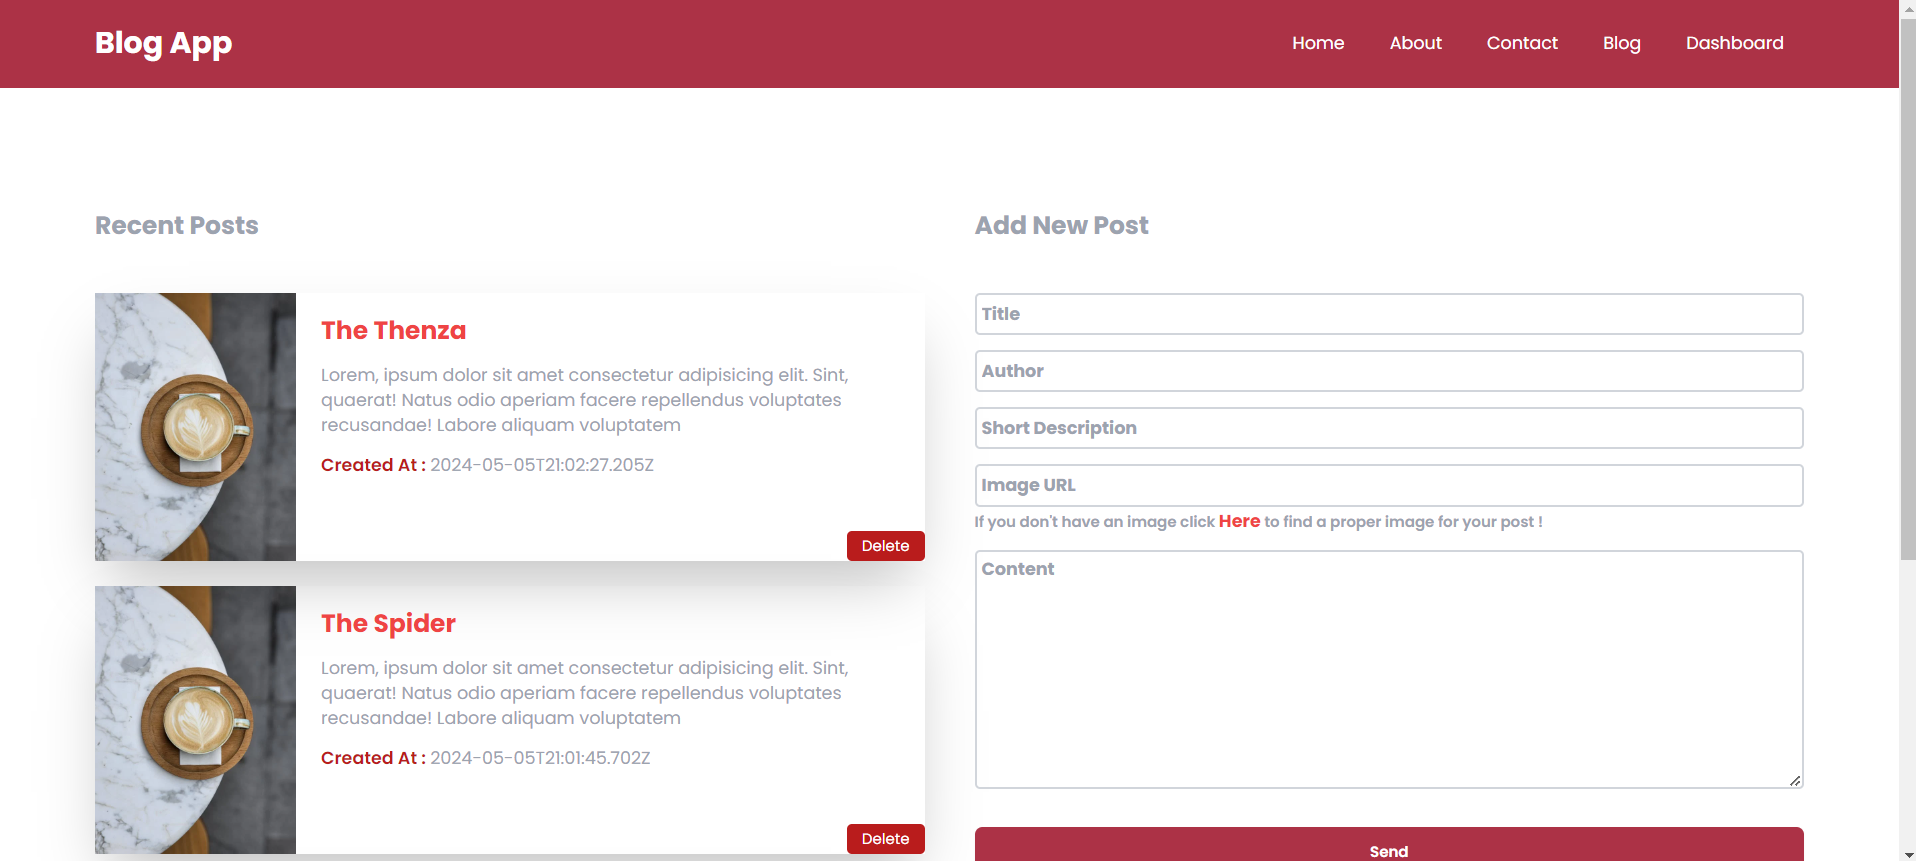 Blog App
Home About Contact Blog Dashboard
Recent Posts
The Thenza
Lorem, ipsum dolor sit amet consectetur adipisicing elit. Sint,
quaerat! Natus odio aperiam facere repellendus voluptates
recusandae! Labore aliquam voluptatem
Created At : 2024-05-05T21:02:27.205Z
Delete
The Spider
Lorem, ipsum dolor sit amet consectetur adipisicing elit. Sint,
quaerat! Natus odio aperiam facere repellendus voluptates
recusandae! Labore aliquam voluptatem
Created At : 2024-05-05T21:01:45.702Z
Delete
Add New Post
Title
Author
Short Description
Image URL
If you don't have an image click Here to find a proper image for your post !
Content
Send